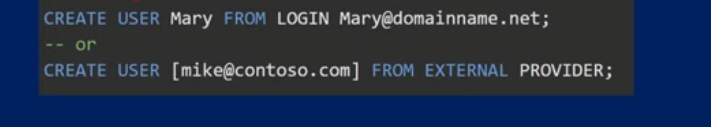 CREATE USER Mary FROM LOGIN Mary@domainname.net;
-- or
CREATE USER [mike@contoso.com] FROM EXTERNAL PROVIDER;